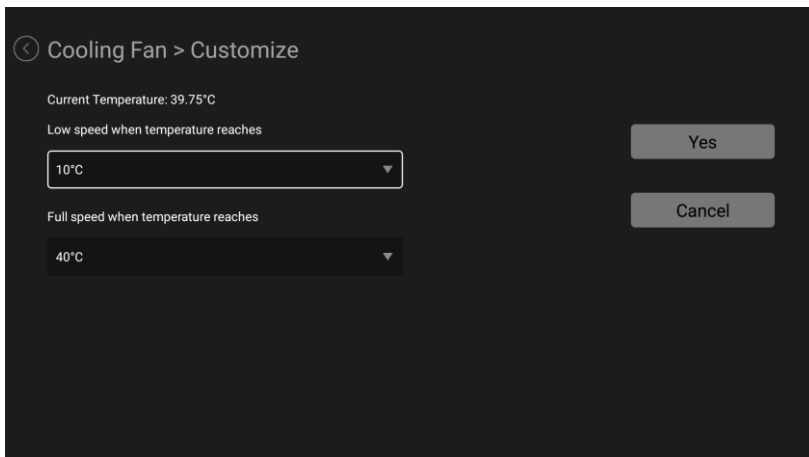 Cooling Fan > Customize
Current Temperature: 39.75°C
Low speed when temperature reaches
10°C
Full speed when temperature reaches
40°C
Yes
Cancel